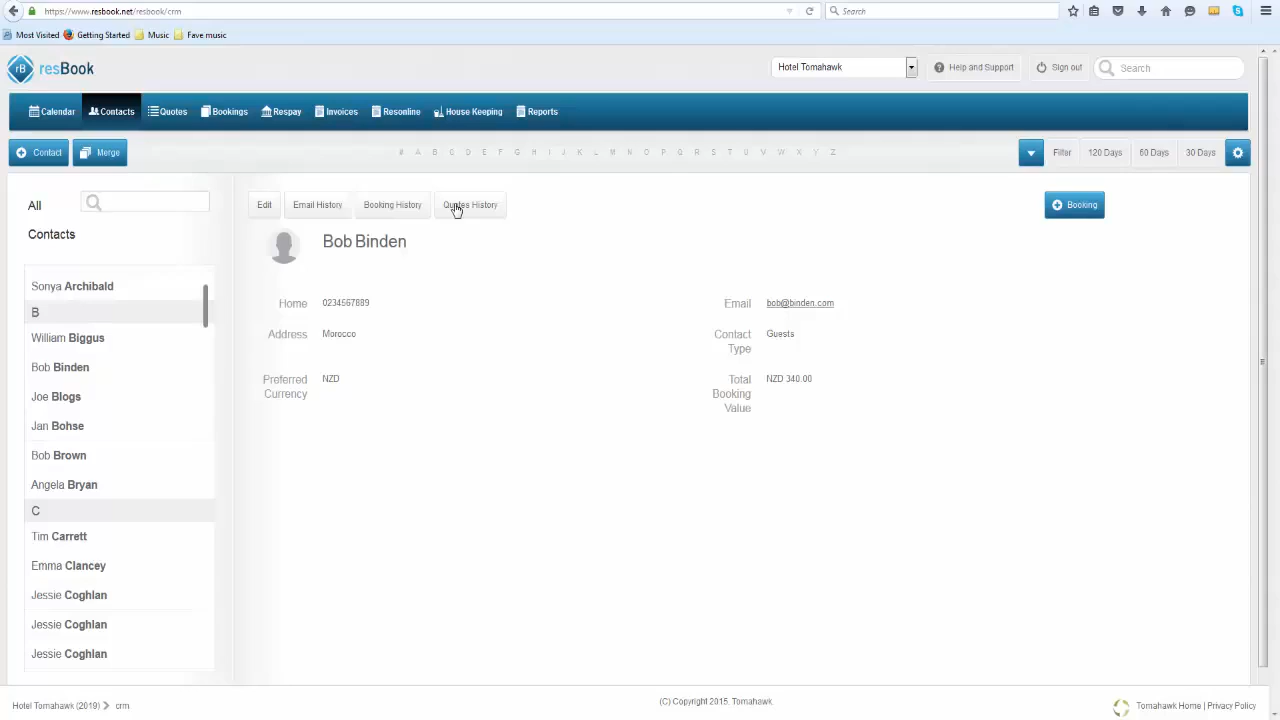 https://www.resbook.net/resbook/crm
Search
Most Visited Getting Started Music Fave music
rB resBook
Hotel Tomahawk
Help and Support
Sign out
Search
Calendar Contacts Quotes Bookings Respay Invoices Resonline House Keeping Reports
Contact Merge
# A B C D E F G H I J K L M N O P Q R S T U V W X Y Z
Filter 120 Days 60 Days 30 Days
All
Contacts
Sonya Archibald
B
William Biggus
Bob Binden
Joe Blogs
Jan Bohse
Bob Brown
Angela Bryan
C
Tim Carrett
Emma Clancey
Jessie Coghlan
Jessie Coghlan
Jessie Coghlan
Edit Email History Booking History Quotes History
Booking
Bob Binden
Home 0234567889
Email bob@binden.com
Address Morocco
Contact Type Guests
Preferred Currency NZD
Total Booking Value NZD 340.00
Hotel Tomahawk (2019) crm
(C) Copyright 2015. Tomahawk.
Tomahawk Home | Privacy Policy